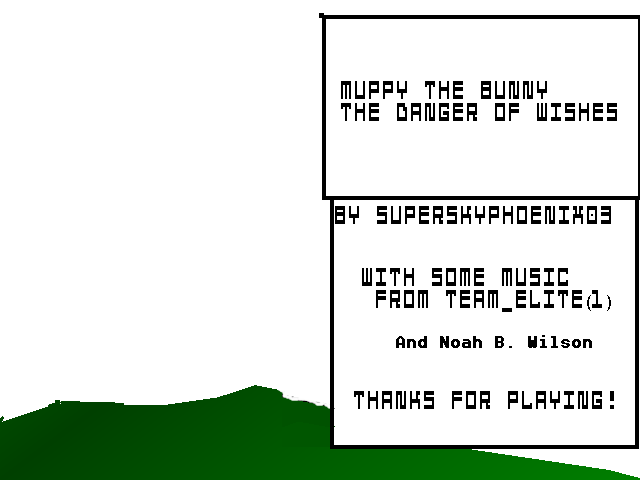 MUPPY THE BUNNY
THE DANGER OF WISHES
BY SUPERSKYPHOENIX03
WITH SOME MUSIC
FROM TEAM_ELITE(1)
And Noah B. Wilson
THANKS FOR PLAYING!